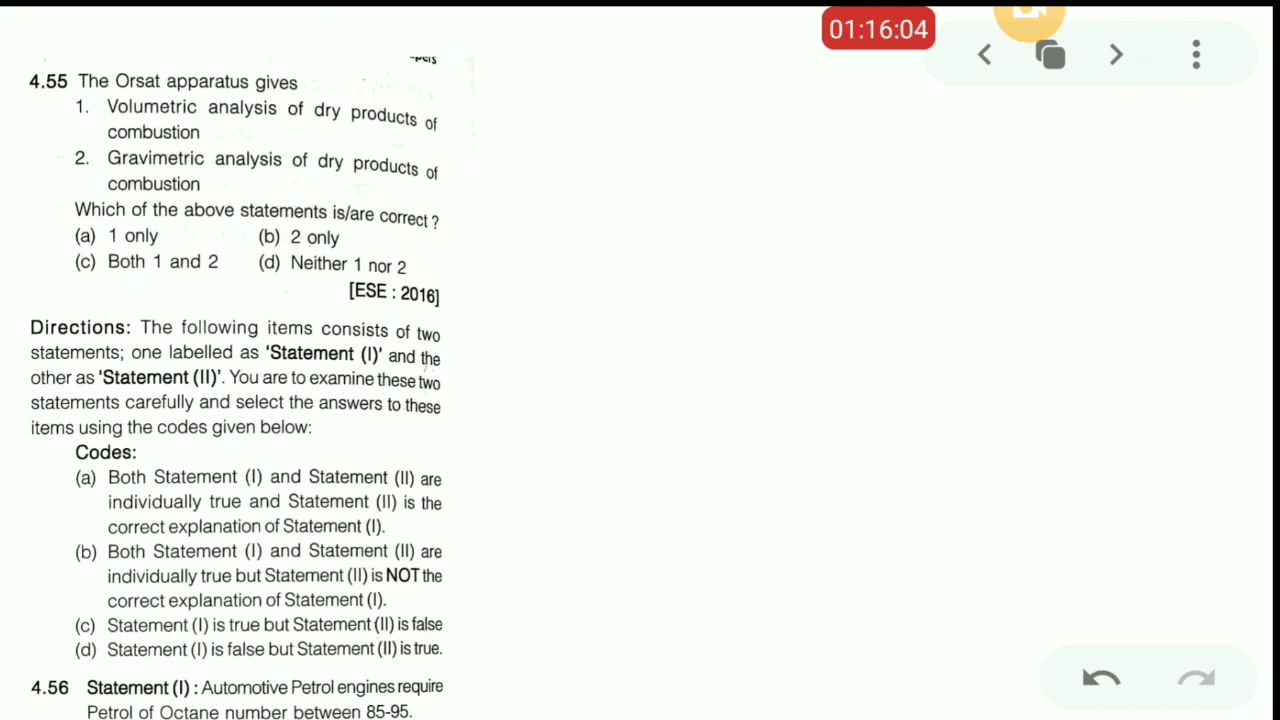 01:16:04
4.55 The Orsat apparatus gives
1. Volumetric analysis of dry products of
combustion
2. Gravimetric analysis of dry products of
combustion
Which of the above statements is/are correct ?
(a) 1 only (b) 2 only
(c) Both 1 and 2 (d) Neither 1 nor 2
[ESE : 2016]
Directions: The following items consists of two
statements; one labelled as 'Statement (I)' and the
other as 'Statement (II)'. You are to examine these two
statements carefully and select the answers to these
items using the codes given below:
Codes:
(a) Both Statement (I) and Statement (II) are
individually true and Statement (II) is the
correct explanation of Statement (I).
(b) Both Statement (I) and Statement (II) are
individually true but Statement (II) is NOT the
correct explanation of Statement (I).
(c) Statement (I) is true but Statement (II) is false
(d) Statement (I) is false but Statement (II) is true.
4.56 Statement (I) : Automotive Petrol engines require
Petrol of Octane number between 85-95.